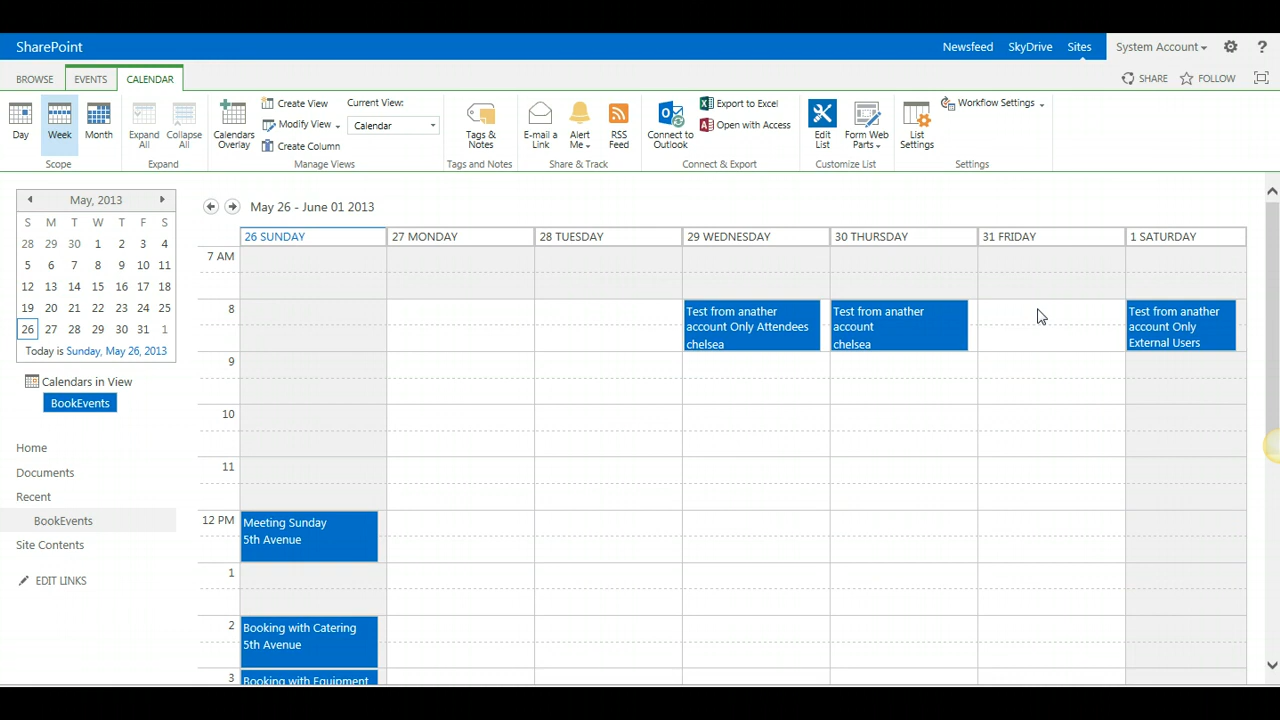 SharePoint
Newsfeed SkyDrive Sites System Account ?
BROWSE EVENTS CALENDAR
SHARE FOLLOW
Day Week Month
Scope
Expand All Collapse All
Expand
Calendars Overlay
Create View
Modify View
Create Column
Current View:
Calendar
Manage Views
Tags & Notes
Tags and Notes
E-mail a Link Alert Me RSS Feed
Share & Track
Connect to Outlook
Export to Excel
Open with Access
Connect & Export
Edit List Form Web Parts
Customize List
List Settings
Workflow Settings
Settings
May, 2013
S M T W T F S
28 29 30 1 2 3 4
5 6 7 8 9 10 11
12 13 14 15 16 17 18
19 20 21 22 23 24 25
26 27 28 29 30 31 1
Today is Sunday, May 26, 2013
Calendars in View
BookEvents
Home
Documents
Recent
BookEvents
Site Contents
EDIT LINKS
May 26 - June 01 2013
26 SUNDAY 27 MONDAY 28 TUESDAY 29 WEDNESDAY 30 THURSDAY 31 FRIDAY 1 SATURDAY
7 AM
8
Test from anather
account Only Attendees
chelsea
Test from anather
account
chelsea
Test from anather
account Only
External Users
9
10
11
12 PM
Meeting Sunday
5th Avenue
1
2
Booking with Catering
5th Avenue
3
Booking with Equipment